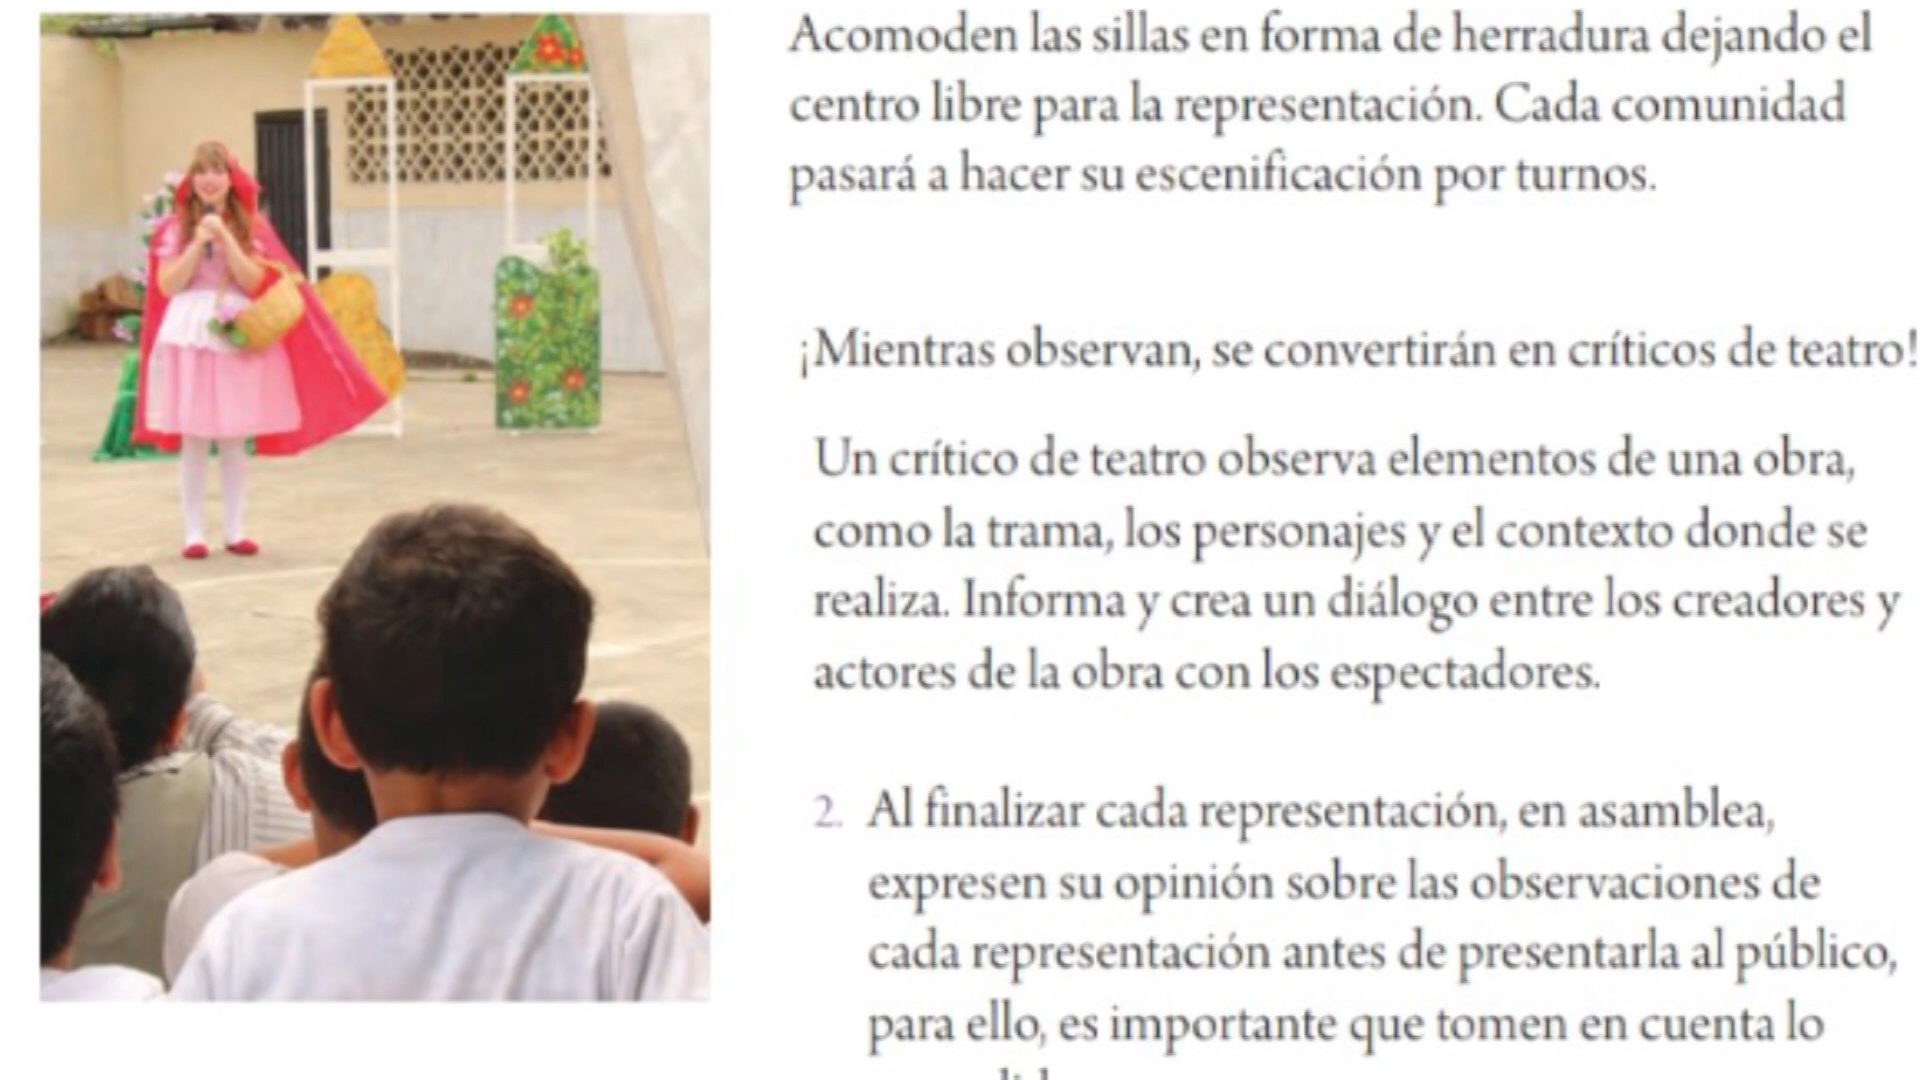 Acomoden las sillas en forma de herradura dejando el
centro libre para la representación. Cada comunidad
pasará a hacer su escenificación por turnos.
¡Mientras observan, se convertirán en críticos de teatro!
Un crítico de teatro observa elementos de una obra,
como la trama, los personajes y el contexto donde se
realiza. Informa y crea un diálogo entre los creadores y
actores de la obra con los espectadores.
2. Al finalizar cada representación, en asamblea,
expresen su opinión sobre las observaciones de
cada representación antes de presentarla al público,
para ello, es importante que tomen en cuenta lo